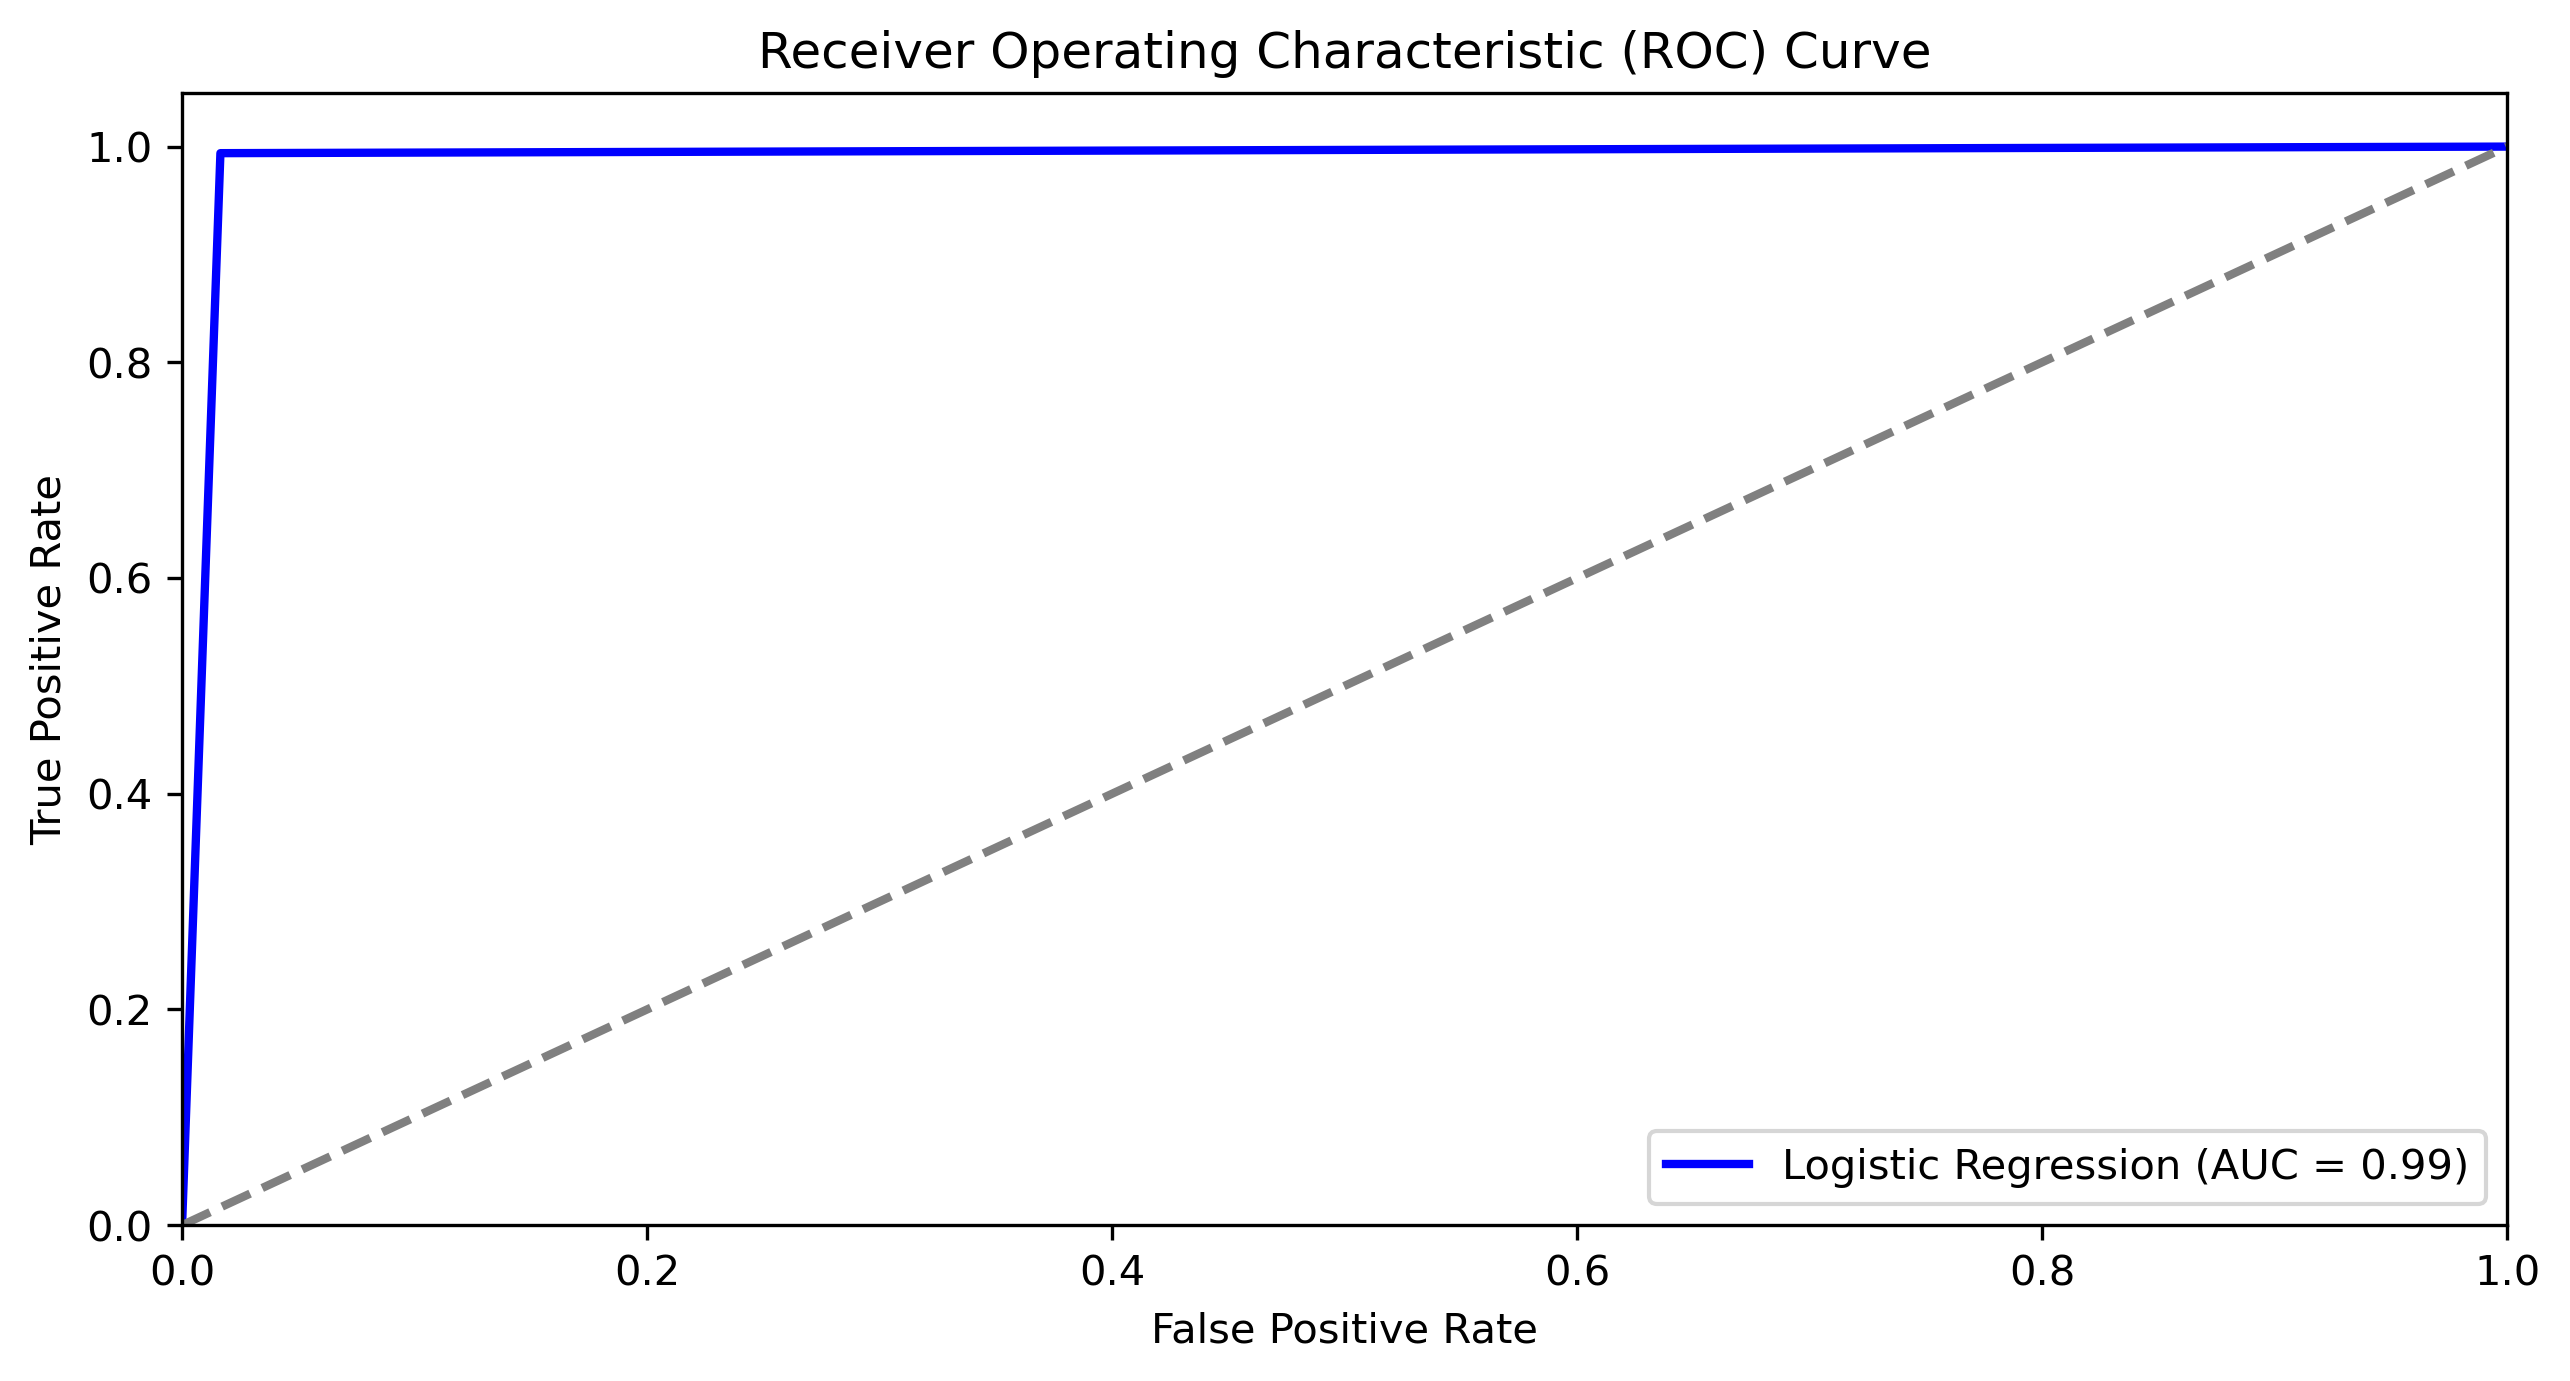 Receiver Operating Characteristic (ROC) Curve
1.0
0.8
0.6
0.4
0.2
0.0
True Positive Rate
Logistic Regression (AUC = 0.99)
0.0 0.2 0.4 0.6 0.8 1.0
False Positive Rate